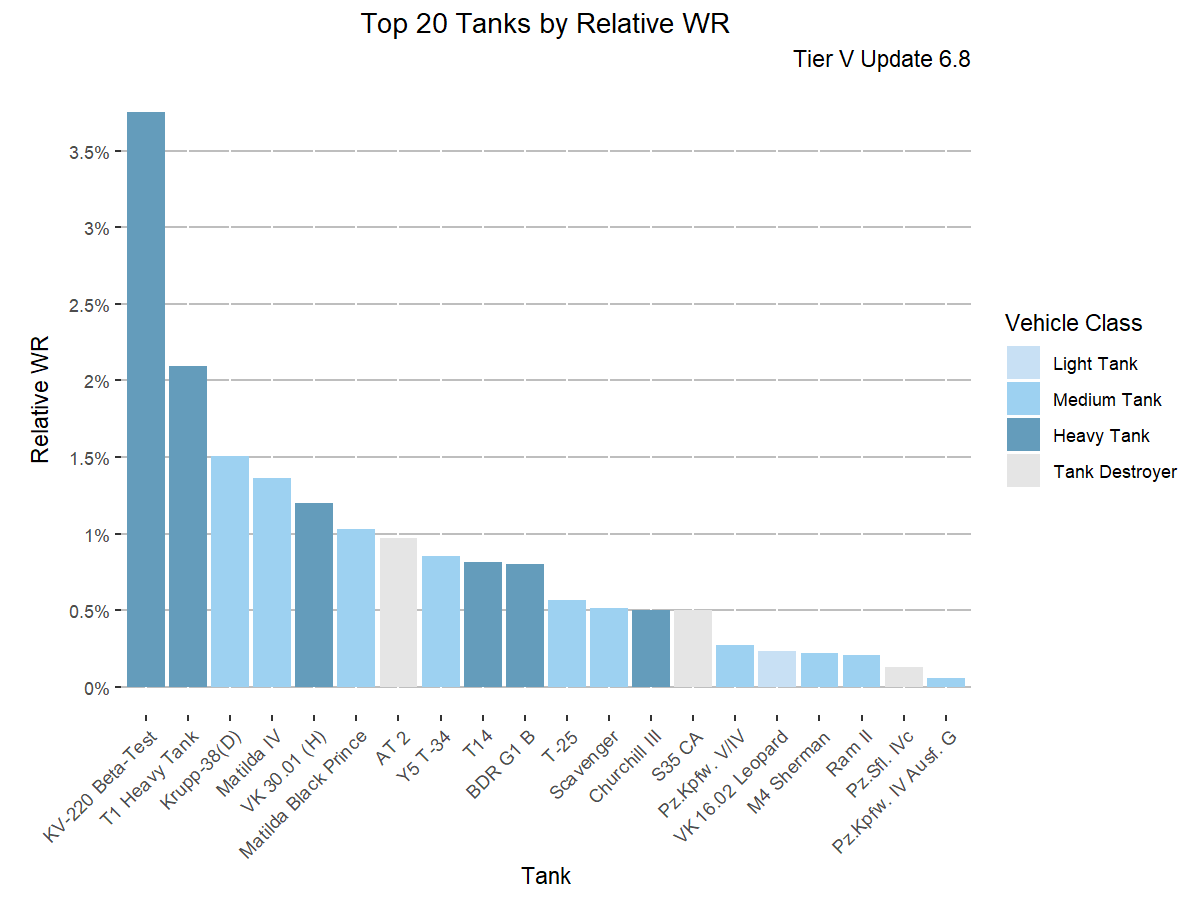 Top 20 Tanks by Relative WR
Tier V Update 6.8
Relative WR
3.5%
3%
2.5%
2%
1.5%
1%
0.5%
0%
KV-220 Beta-Test
T1 Heavy Tank
Krupp-38(D)
Matilda IV
VK 30.01 (H)
Matilda Black Prince
AT 2
Y5 T-34
T14
BDR G1 B
T-25
Scavenger
Churchill III
S35 CA
Pz.Kpfw. V/IV
VK 16.02 Leopard
M4 Sherman
Ram II
Pz.Sfl. IVc
Pz.Kpfw. IV Ausf. G
Tank
Vehicle Class
Light Tank
Medium Tank
Heavy Tank
Tank Destroyer